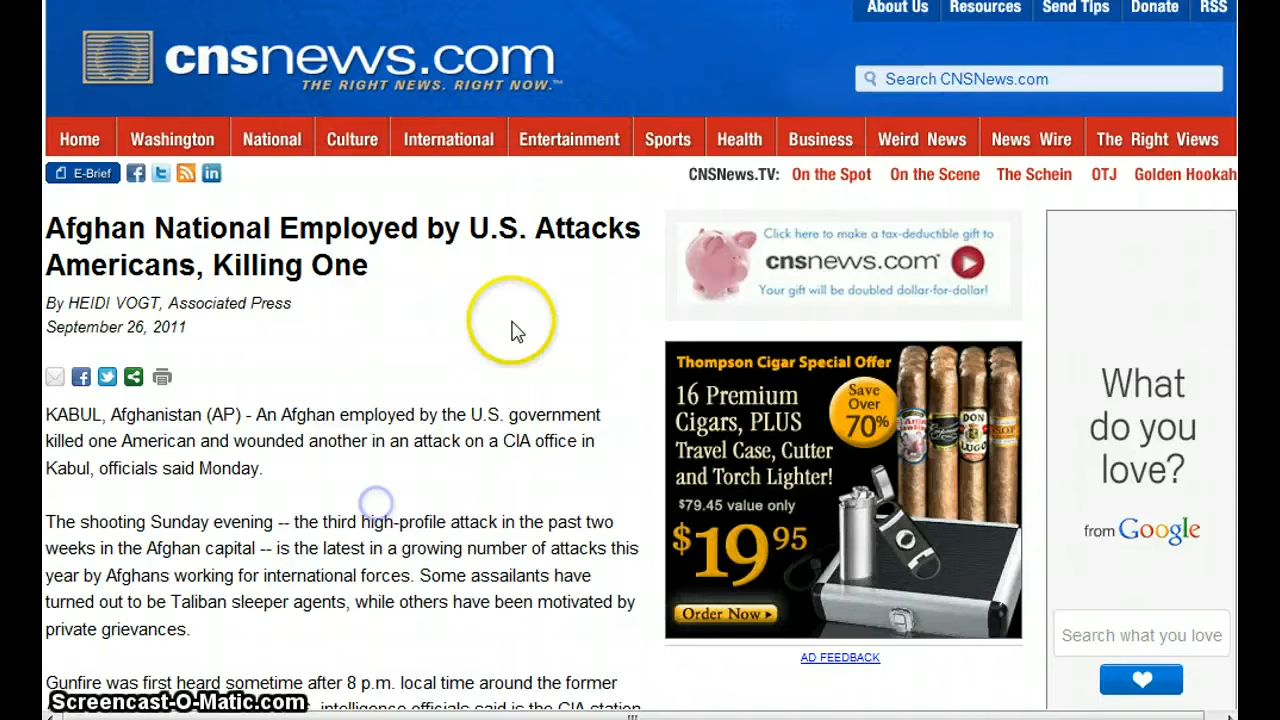 About Us
Resources
Send Tips
Donate
RSS
cnsnews.com
THE RIGHT NEWS. RIGHT NOW.™
Search CNSNews.com
Home
Washington
National
Culture
International
Entertainment
Sports
Health
Business
Weird News
News Wire
The Right Views
E-Brief
CNSNews.TV:
On the Spot
On the Scene
The Schein
OTJ
Golden Hookah
Afghan National Employed by U.S. Attacks
Americans, Killing One
By HEIDI VOGT, Associated Press
September 26, 2011
KABUL, Afghanistan (AP) - An Afghan employed by the U.S. government
killed one American and wounded another in an attack on a CIA office in
Kabul, officials said Monday.
The shooting Sunday evening -- the third high-profile attack in the past two
weeks in the Afghan capital -- is the latest in a growing number of attacks this
year by Afghans working for international forces. Some assailants have
turned out to be Taliban sleeper agents, while others have been motivated by
private grievances.
Gunfire was first heard sometime after 8 p.m. local time around the former
intelligence officials said is the CIA station
Screencast-O-Matic.com
Click here to make a tax-deductible gift to
cnsnews.com
Your gift will be doubled dollar-for-dollar!
Thompson Cigar Special Offer
16 Premium
Cigars, PLUS
Travel Case, Cutter
and Torch Lighter!
$79.45 value only
$19.95
Order Now
Save
Over
70%
DON
LUGO
AD FEEDBACK
What
do you
love?
from Google
Search what you love